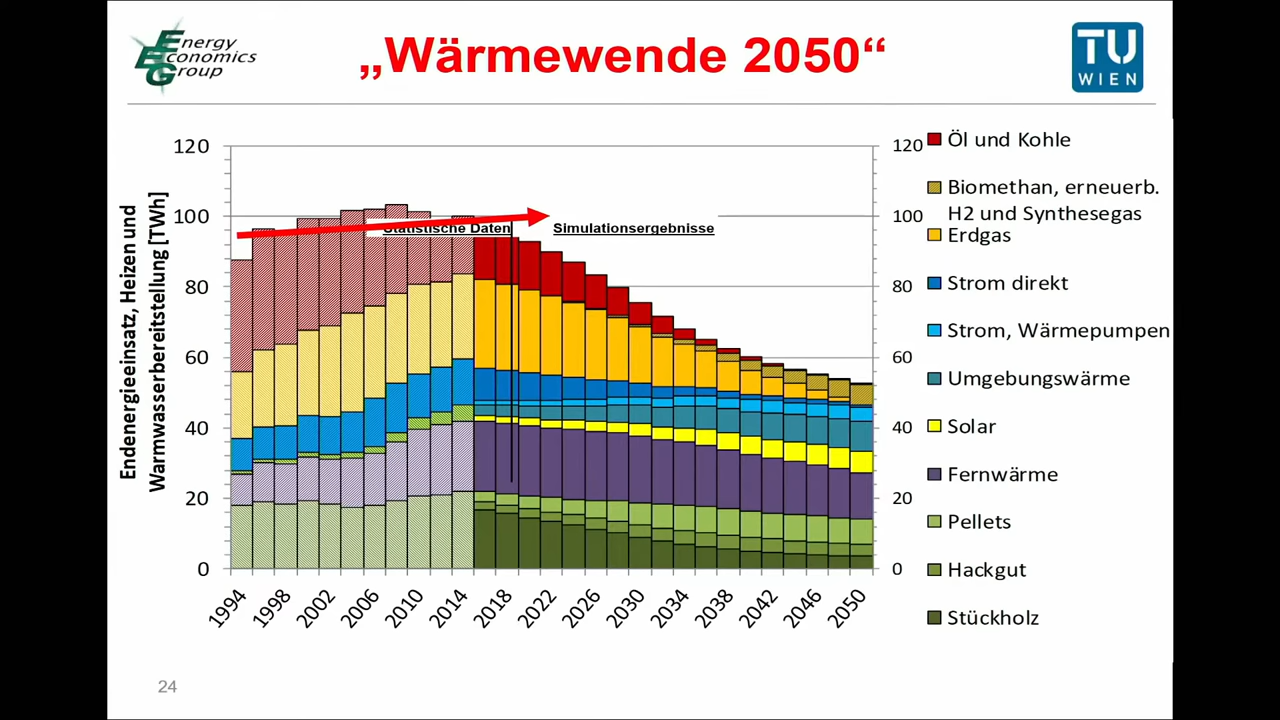 Energy
Economics
Group
„Wärmewende 2050“
TU
WIEN
Endenergieeinsatz, Heizen und
Warmwasserbereitstellung [TWh]
120
100
80
60
40
20
0
Statistische Daten
Simulationsergebnisse
120
100
80
60
40
20
0
1994
1998
2002
2006
2010
2014
2018
2022
2026
2030
2034
2038
2042
2046
2050
Öl und Kohle
Biomethan, erneuerb.
H2 und Synthesegas
Erdgas
Strom direkt
Strom, Wärmepumpen
Umgebungswärme
Solar
Fernwärme
Pellets
Hackgut
Stückholz
24